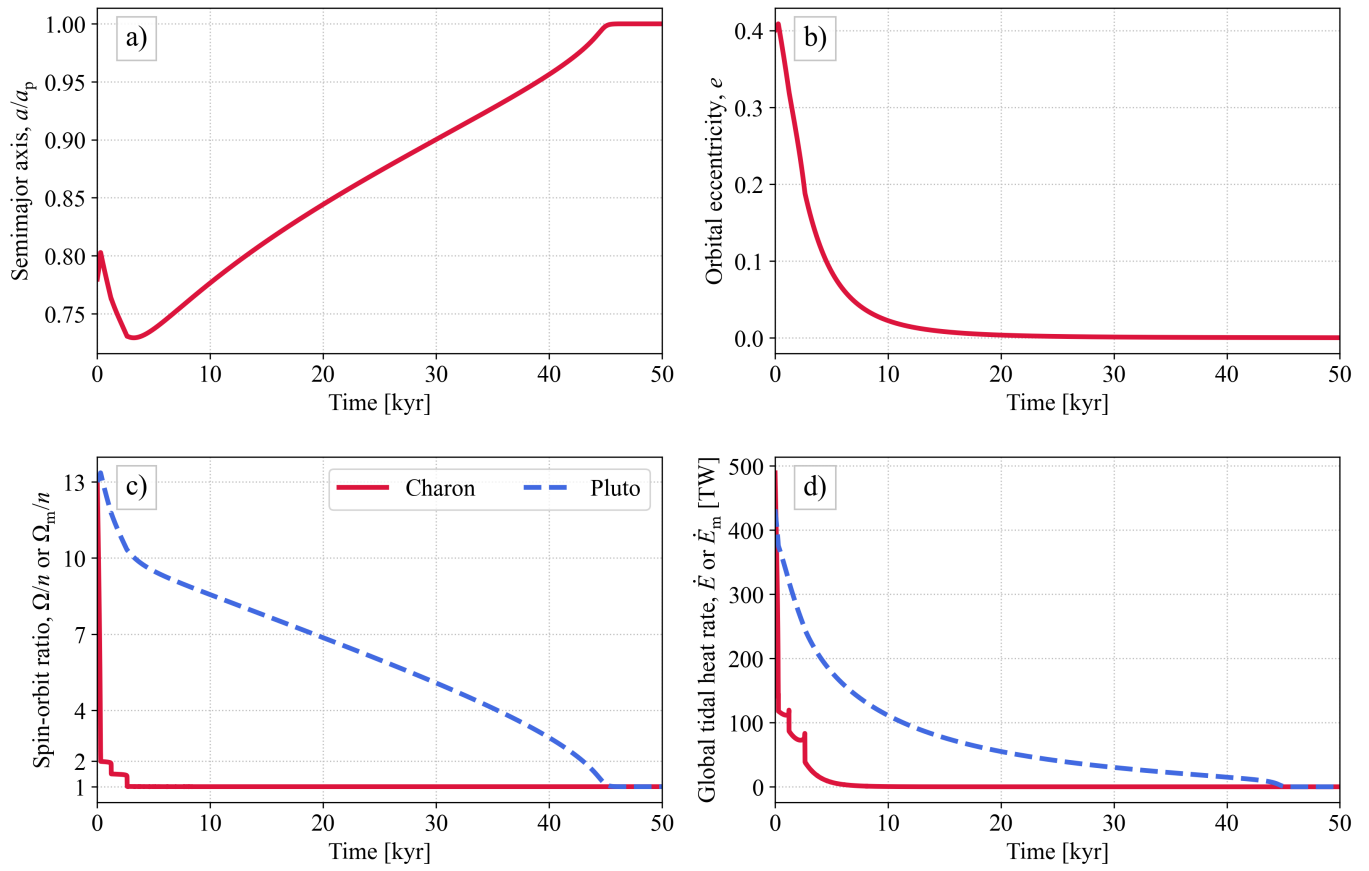 a)
Semimajor axis, a/aₚ
1.00
0.95
0.90
0.85
0.80
0.75
0 10 20 30 40 50
Time [kyr]
b)
Orbital eccentricity, e
0.4
0.3
0.2
0.1
0.0
0 10 20 30 40 50
Time [kyr]
c)
Charon Pluto
Spin-orbit ratio, Ω/n or Ωₘ/n
13
10
7
4
2
1
0 10 20 30 40 50
Time [kyr]
d)
Global tidal heat rate, Ė or Ėₘ [TW]
500
400
300
200
100
0
0 10 20 30 40 50
Time [kyr]